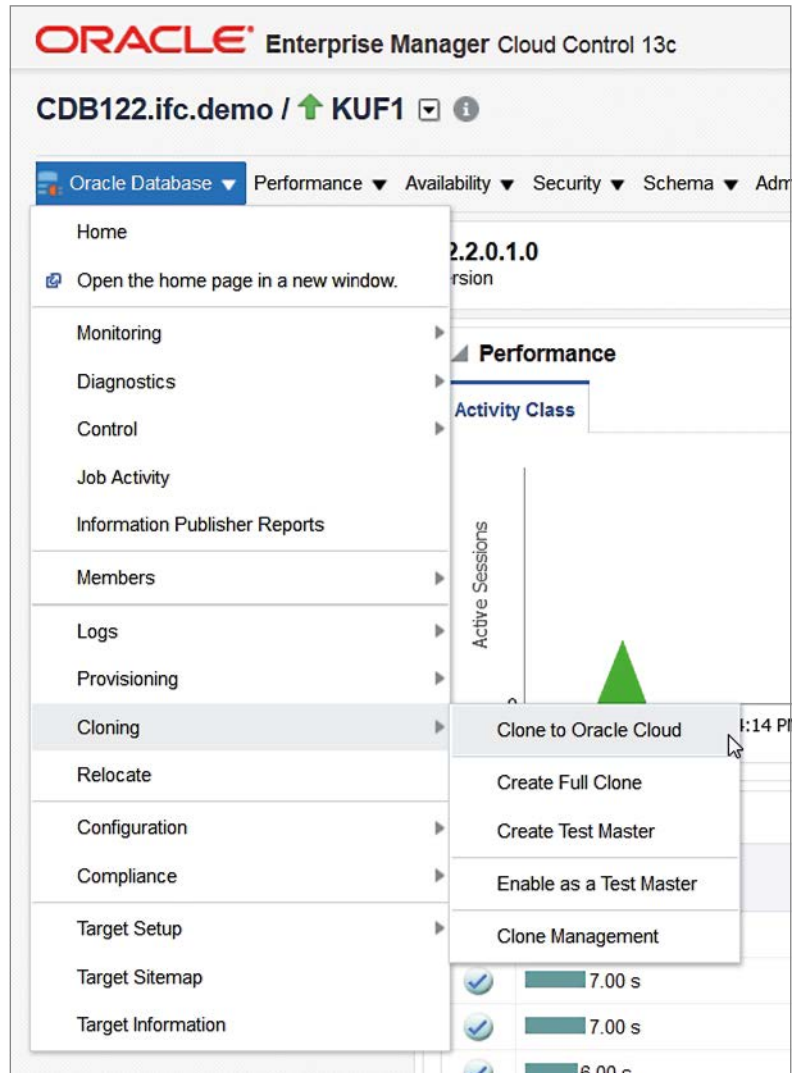 ORACLE Enterprise Manager Cloud Control 13c
CDB122.ifc.demo / KUF1
Oracle Database Performance Availability Security Schema
Home
Open the home page in a new window.
Monitoring
Diagnostics
Control
Job Activity
Information Publisher Reports
Members
Logs
Provisioning
Cloning
Relocate
Configuration
Compliance
Target Setup
Target Sitemap
Target Information
2.2.0.1.0
Performance
Activity Class
Active Sessions
Clone to Oracle Cloud
Create Full Clone
Create Test Master
Enable as a Test Master
Clone Management
7.00 s
7.00 s
6.00 s